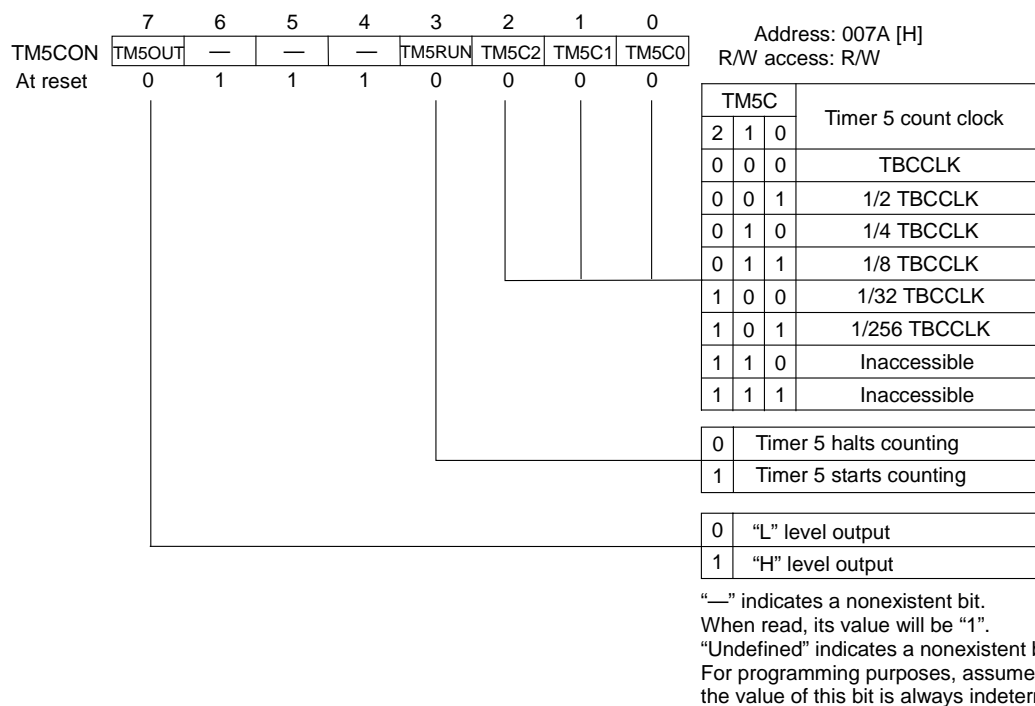 7 6 5 4 3 2 1 0
TM5CON TM5OUT — — — TM5RUN TM5C2 TM5C1 TM5C0
At reset 0 1 1 1 0 0 0 0
Address: 007A [H]
R/W access: R/W
TM5C Timer 5 count clock
2 1 0
0 0 0 TBCCLK
0 0 1 1/2 TBCCLK
0 1 0 1/4 TBCCLK
0 1 1 1/8 TBCCLK
1 0 0 1/32 TBCCLK
1 0 1 1/256 TBCCLK
1 1 0 Inaccessible
1 1 1 Inaccessible
0 Timer 5 halts counting
1 Timer 5 starts counting
0 “L” level output
1 “H” level output
“—” indicates a nonexistent bit.
When read, its value will be “1”.
“Undefined” indicates a nonexistent
For programming purposes, assume
the value of this bit is always